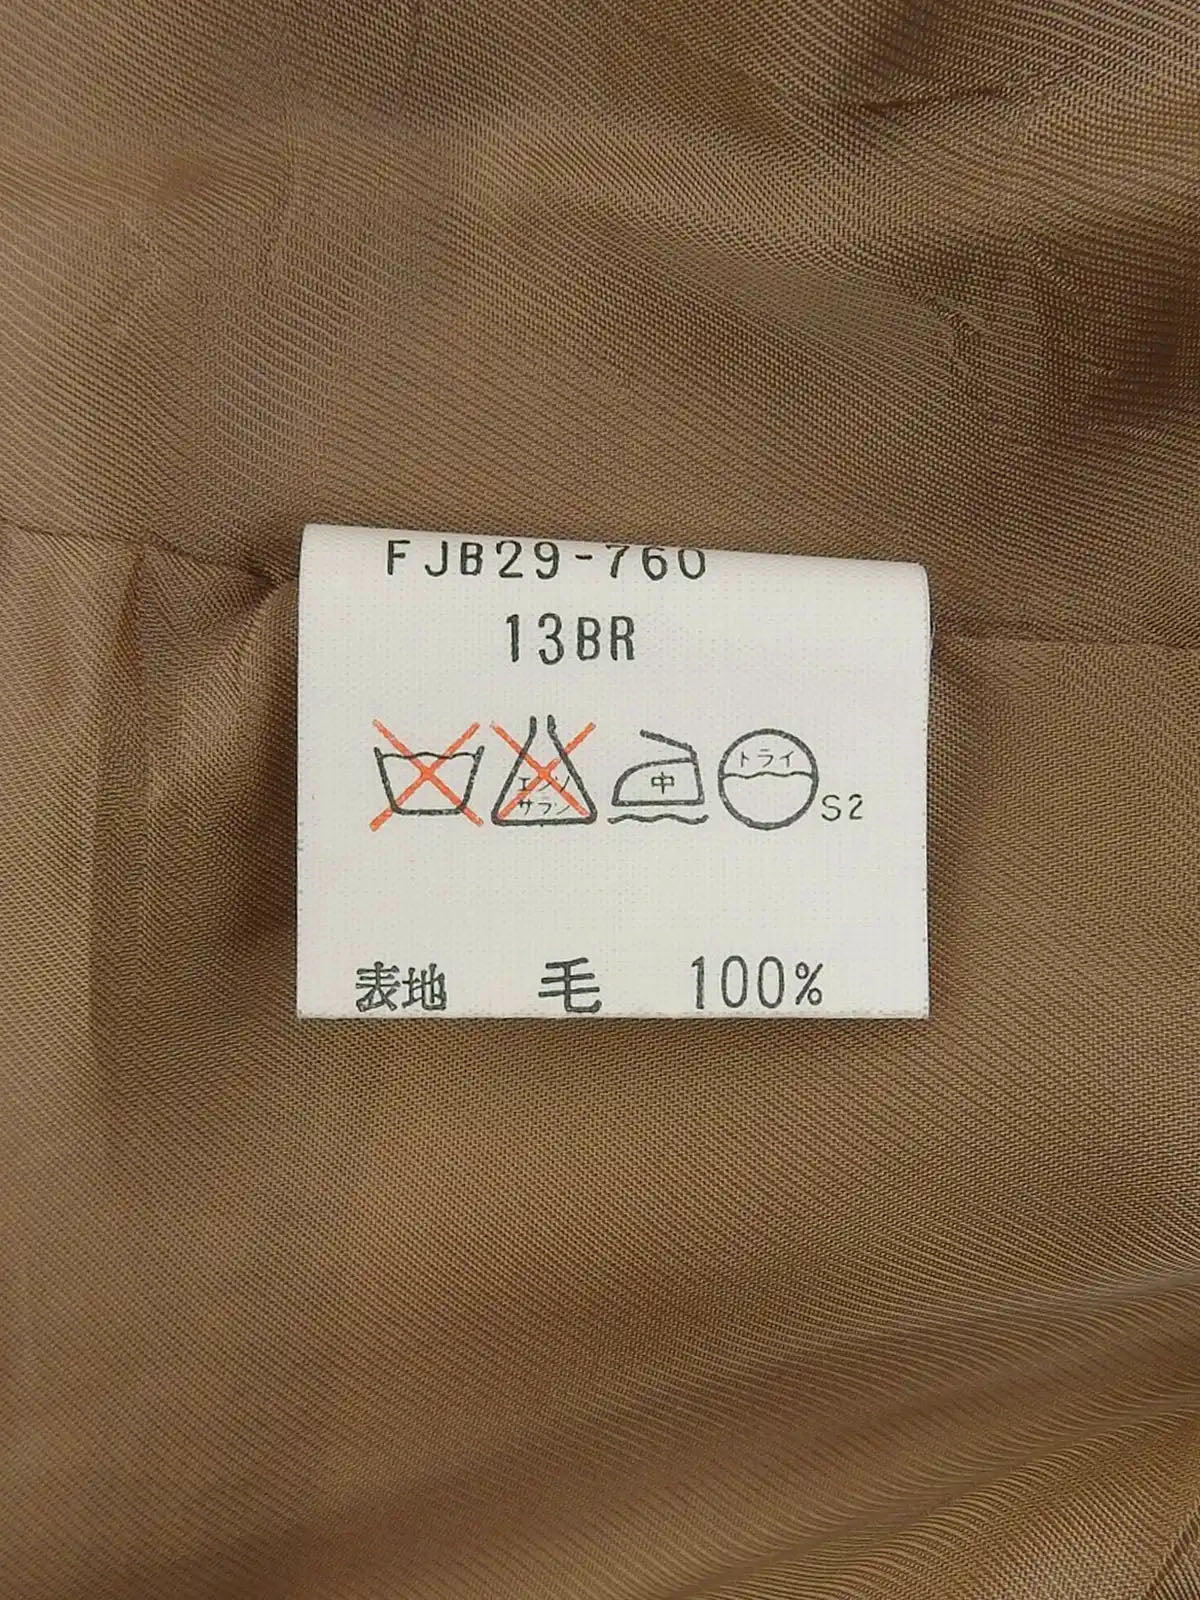 FJB29-760
13BR
エンソ
サラシ
中
ドライ
S2
表地 毛 100%